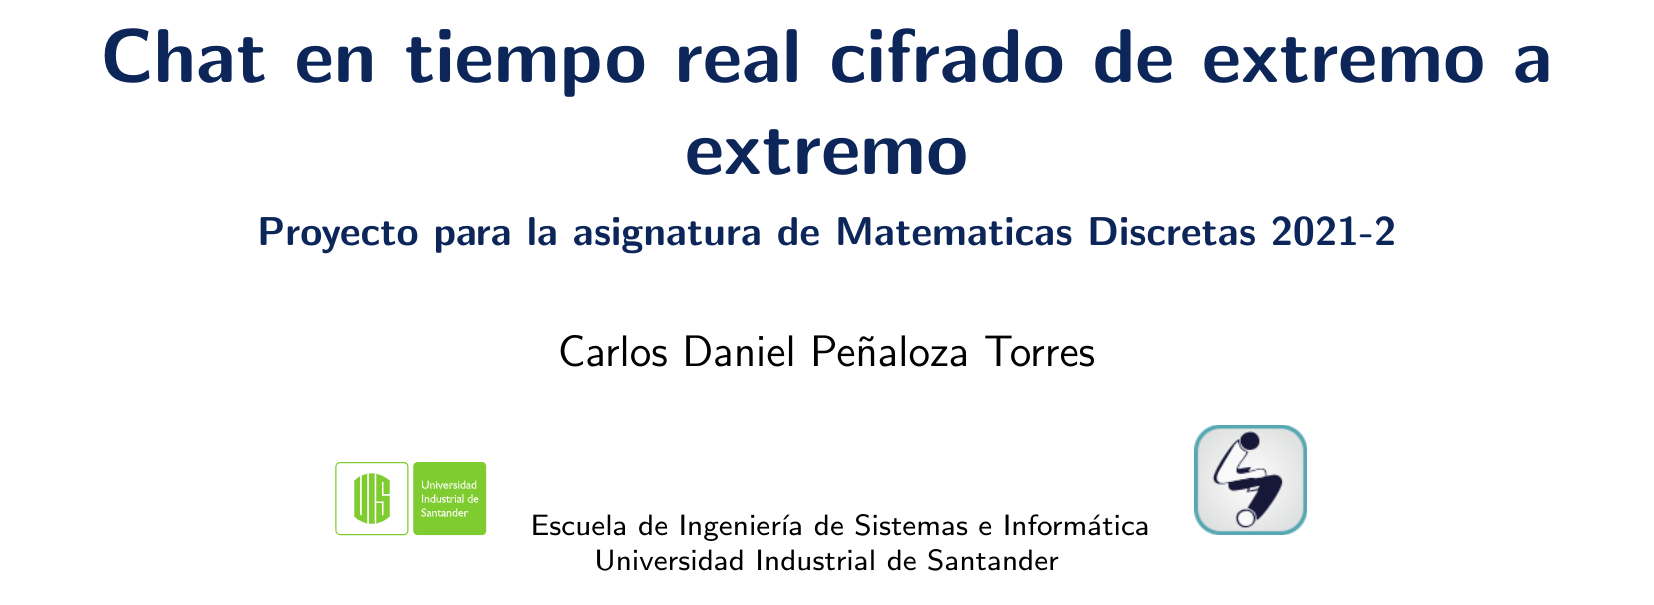 Chat en tiempo real cifrado de extremo a
extremo
Proyecto para la asignatura de Matematicas Discretas 2021-2
Carlos Daniel Peñaloza Torres
UIS
Universidad
Industrial de
Santander
Escuela de Ingeniería de Sistemas e Informática
Universidad Industrial de Santander